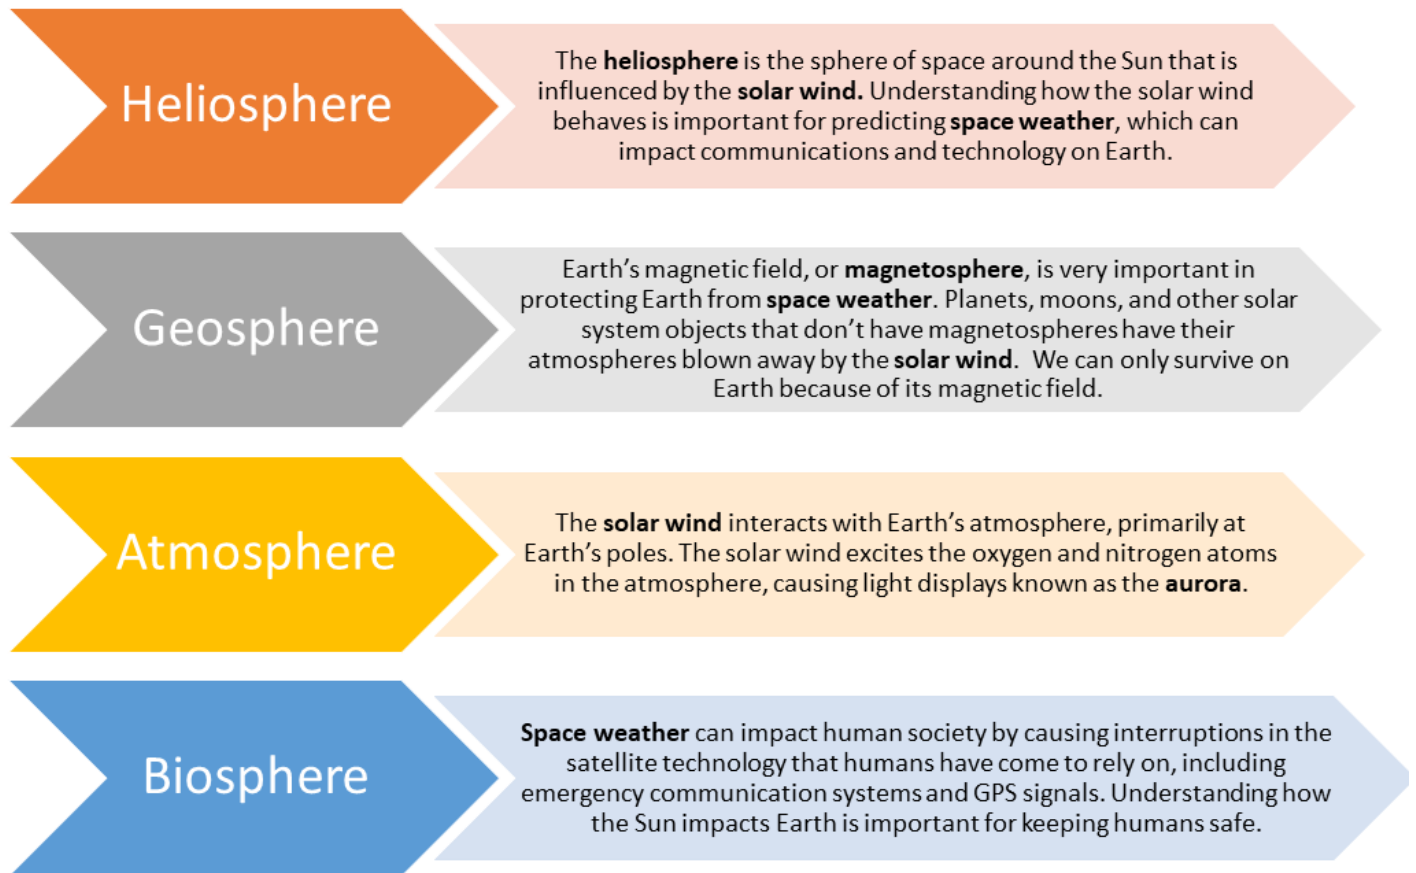 Heliosphere
The heliosphere is the sphere of space around the Sun that is
influenced by the solar wind. Understanding how the solar wind
behaves is important for predicting space weather, which can
impact communications and technology on Earth.
Geosphere
Earth’s magnetic field, or magnetosphere, is very important in
protecting Earth from space weather. Planets, moons, and other solar
system objects that don’t have magnetospheres have their
atmospheres blown away by the solar wind.  We can only survive on
Earth because of its magnetic field.
Atmosphere
The solar wind interacts with Earth’s atmosphere, primarily at
Earth’s poles. The solar wind excites the oxygen and nitrogen atoms
in the atmosphere, causing light displays known as the aurora.
Biosphere
Space weather can impact human society by causing interruptions in the
satellite technology that humans have come to rely on, including
emergency communication systems and GPS signals. Understanding how
the Sun impacts Earth is important for keeping humans safe.